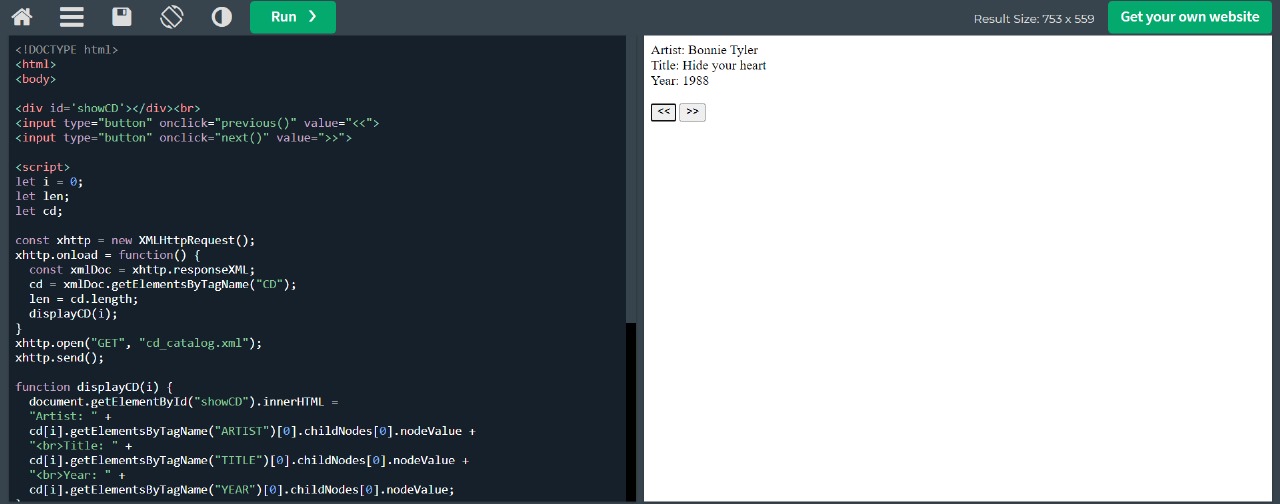 Run ❯
Result Size: 753 x 559
Get your own website
<!DOCTYPE html>
<html>
<body>
<div id='showCD'></div><br>
<input type="button" onclick="previous()" value="<<">
<input type="button" onclick="next()" value=">>">
<script>
let i = 0;
let len;
let cd;
const xhttp = new XMLHttpRequest();
xhttp.onload = function() {
  const xmlDoc = xhttp.responseXML;
  cd = xmlDoc.getElementsByTagName("CD");
  len = cd.length;
  displayCD(i);
}
xhttp.open("GET", "cd_catalog.xml");
xhttp.send();
function displayCD(i) {
  document.getElementById("showCD").innerHTML =
  "Artist: " +
  cd[i].getElementsByTagName("ARTIST")[0].childNodes[0].nodeValue +
  "<br>Title: " +
  cd[i].getElementsByTagName("TITLE")[0].childNodes[0].nodeValue +
  "<br>Year: " +
  cd[i].getElementsByTagName("YEAR")[0].childNodes[0].nodeValue;
Artist: Bonnie Tyler
Title: Hide your heart
Year: 1988
<< >>